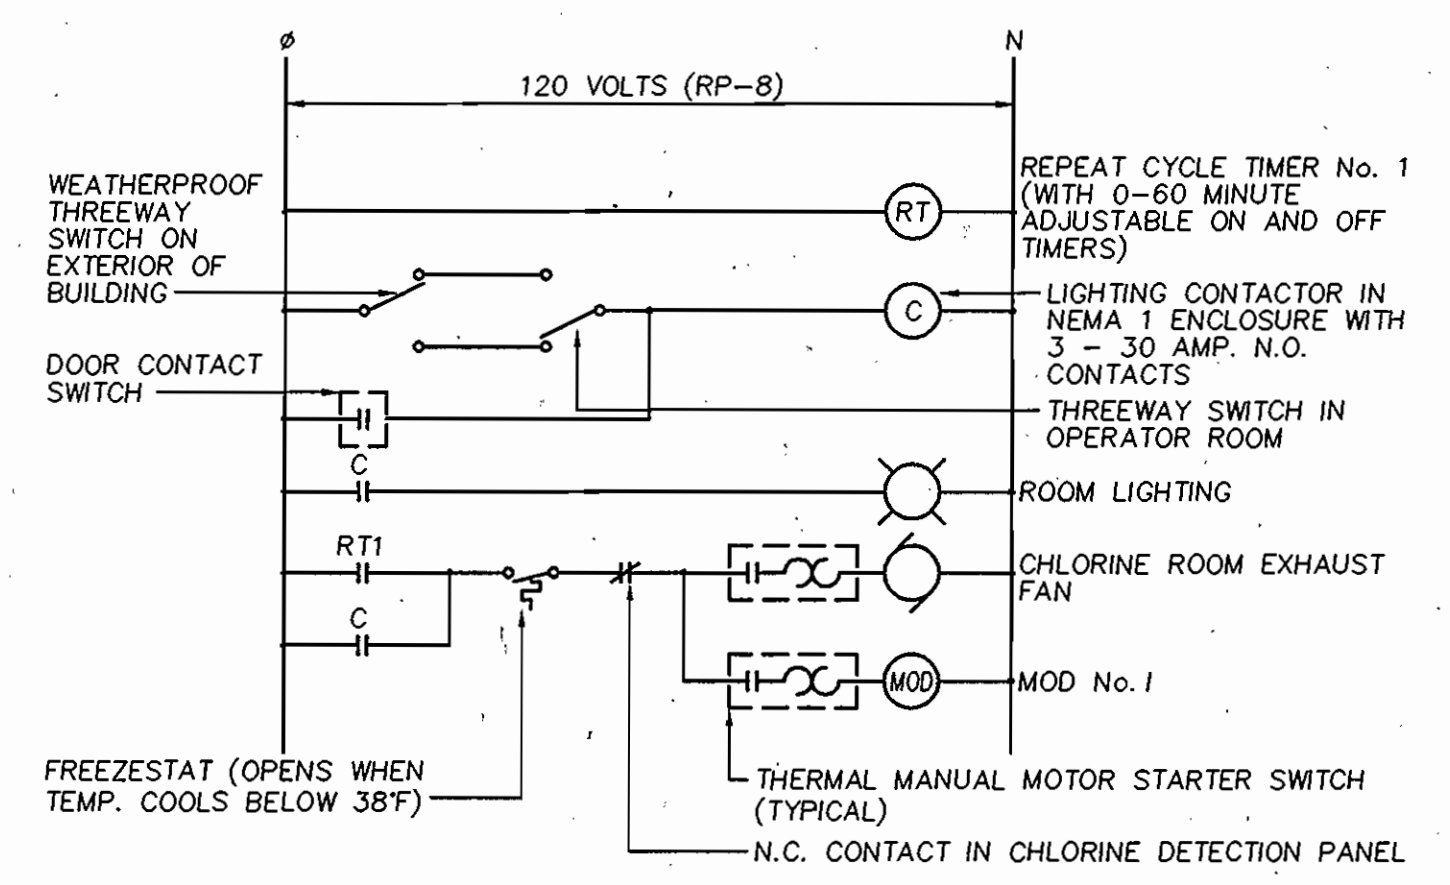 ø
N
120 VOLTS (RP-8)
WEATHERPROOF
THREEWAY
SWITCH ON
EXTERIOR OF
BUILDING
RT
REPEAT CYCLE TIMER No. 1
(WITH 0-60 MINUTE
ADJUSTABLE ON AND OFF
TIMERS)
C
LIGHTING CONTACTOR IN
NEMA 1 ENCLOSURE WITH
3 - 30 AMP. N.O.
CONTACTS
DOOR CONTACT
SWITCH
THREEWAY SWITCH IN
OPERATOR ROOM
C
ROOM LIGHTING
RT1
CHLORINE ROOM EXHAUST
FAN
C
MOD
MOD No. 1
FREEZESTAT (OPENS WHEN
TEMP. COOLS BELOW 38°F)
THERMAL MANUAL MOTOR STARTER SWITCH
(TYPICAL)
N.C. CONTACT IN CHLORINE DETECTION PANEL